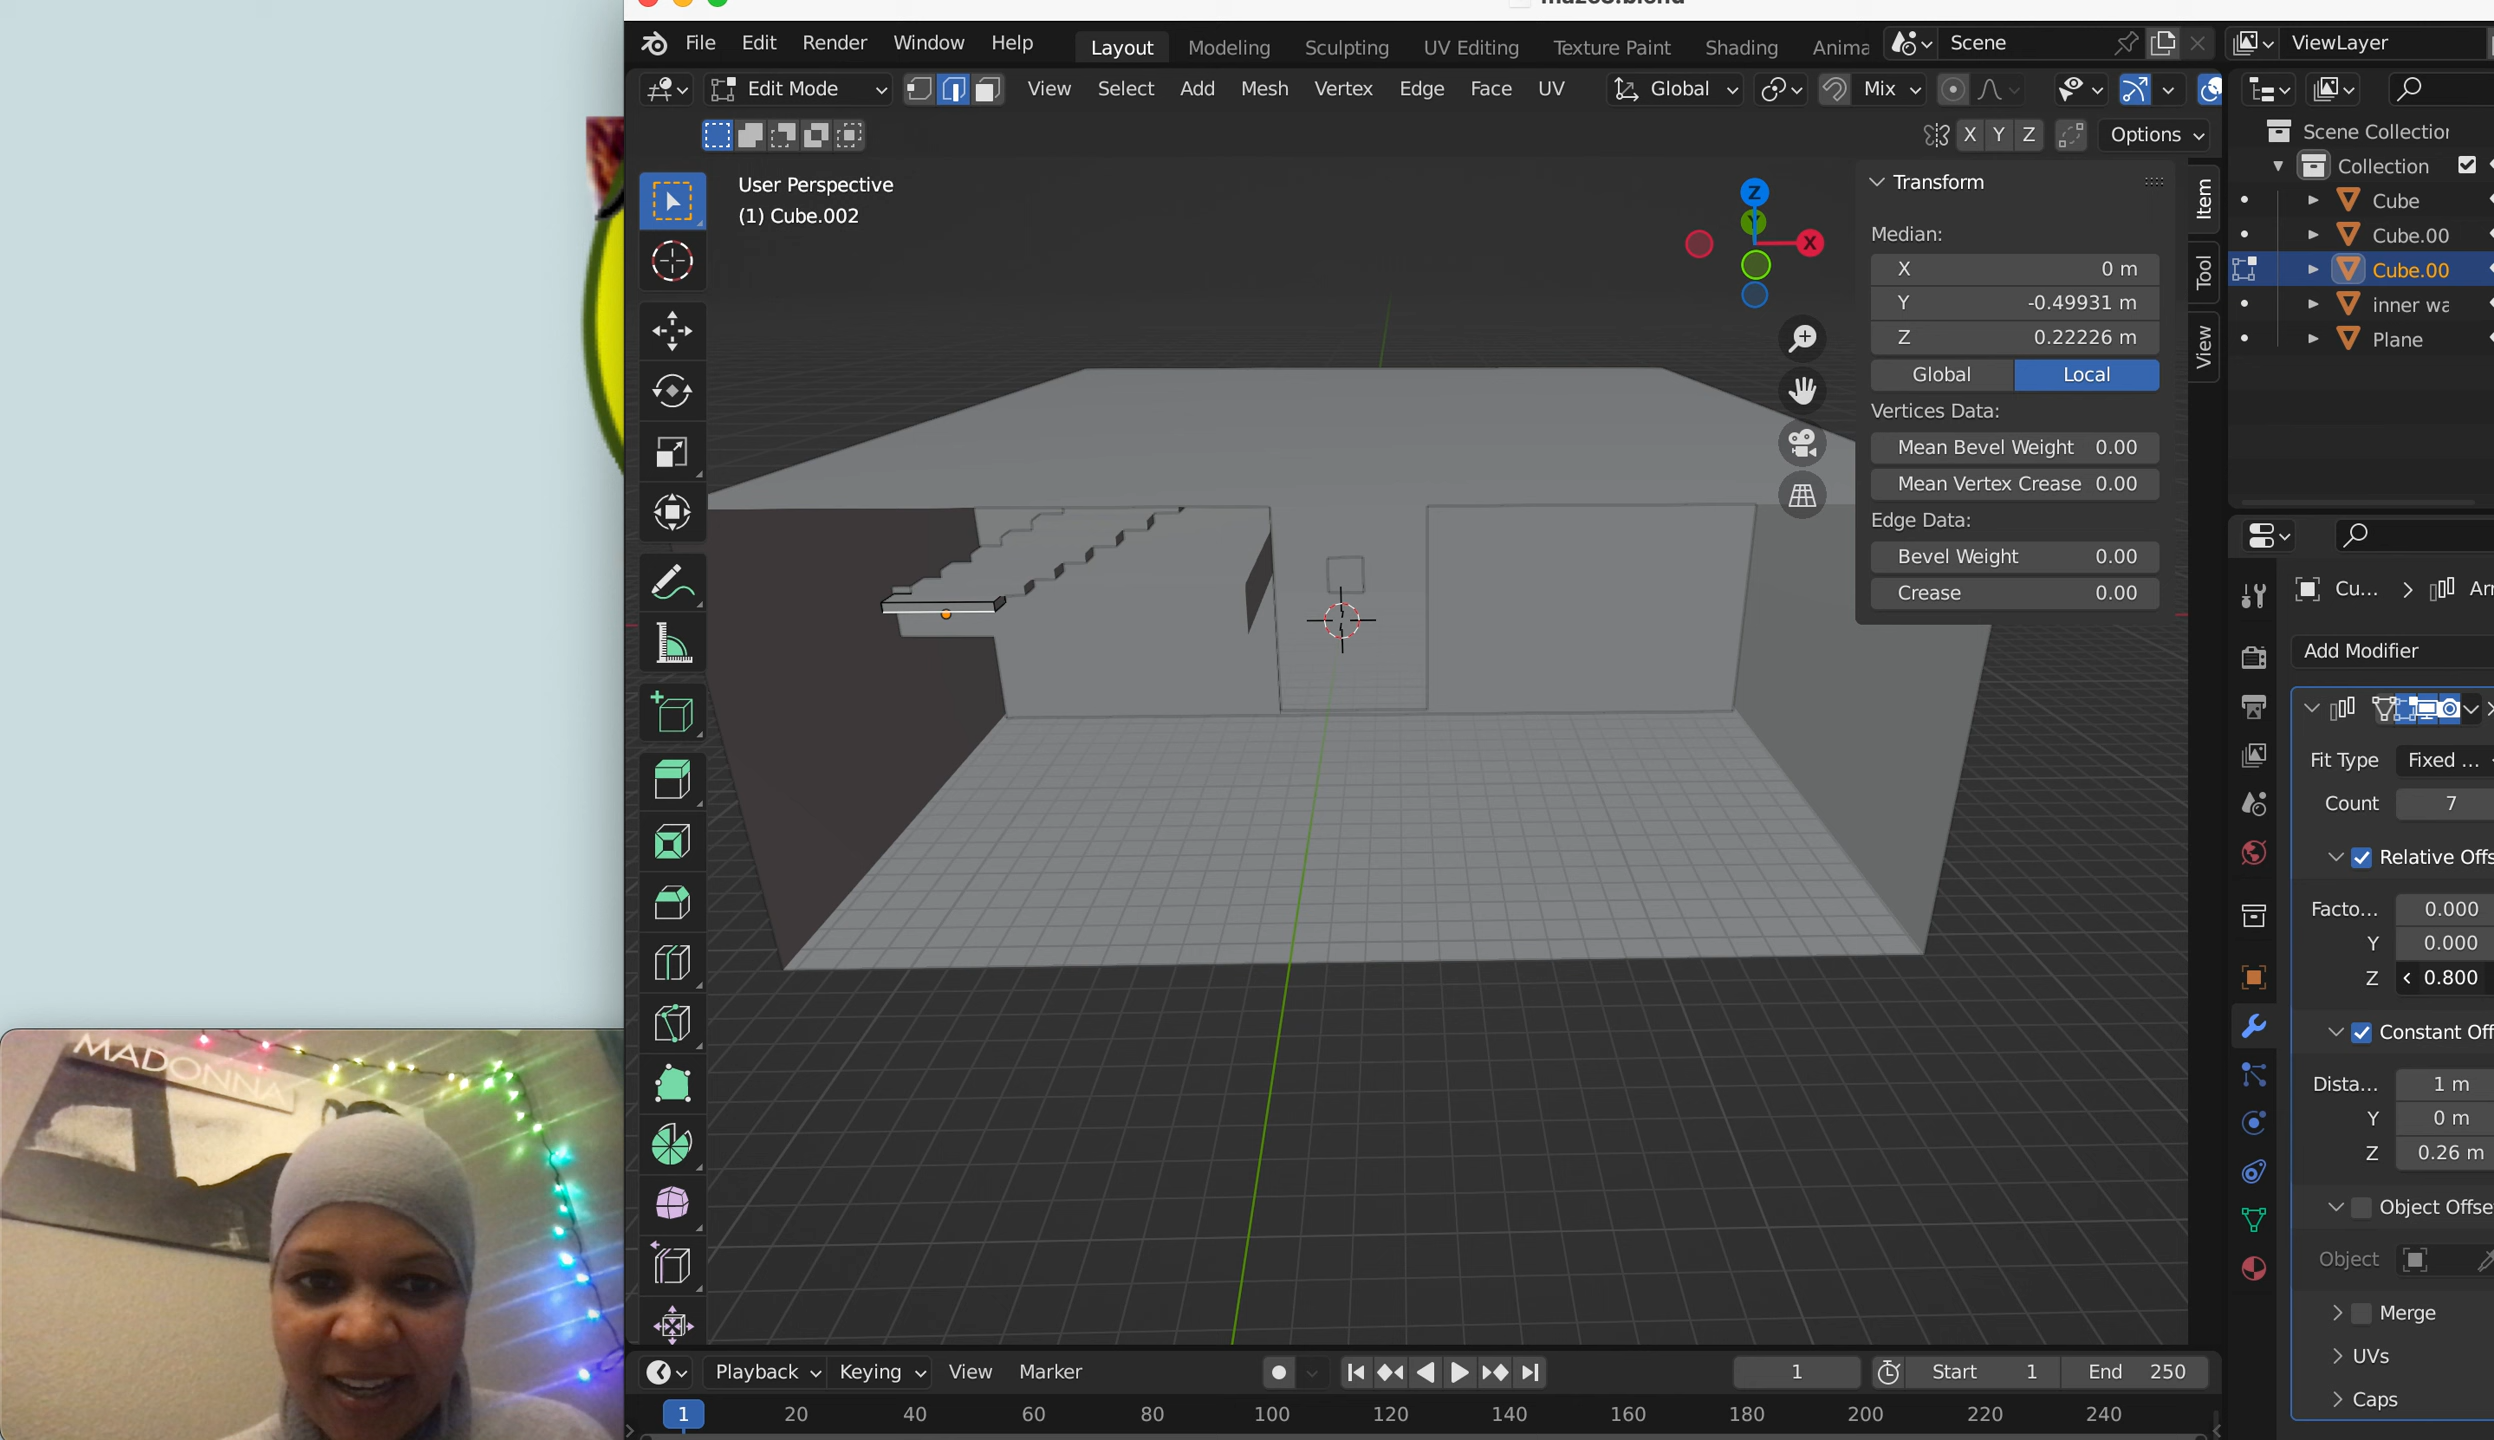 File Edit Render Window Help Layout Modeling Sculpting UV Editing Texture Paint Shading Anima Scene ViewLayer
Edit Mode View Select Add Mesh Vertex Edge Face UV Global Mix
X Y Z Options
User Perspective
(1) Cube.002
Z
Y
X
Transform
Median:
X 0 m
Y -0.49931 m
Z 0.22226 m
Global Local
Vertices Data:
Mean Bevel Weight 0.00
Mean Vertex Crease 0.00
Edge Data:
Bevel Weight 0.00
Crease 0.00
Item
Tool
View
Scene Collection
Collection
Cube
Cube.00
Cube.00
inner wa
Plane
Cu... > Arr
Add Modifier
Fit Type Fixed ...
Count 7
Relative Offs
Facto... 0.000
Y 0.000
Z < 0.800
Constant Off
Dista... 1 m
Y 0 m
Z 0.26 m
Object Offse
Object
Merge
UVs
Caps
Playback Keying View Marker 1 Start 1 End 250
1 20 40 60 80 100 120 140 160 180 200 220 240
MADONNA